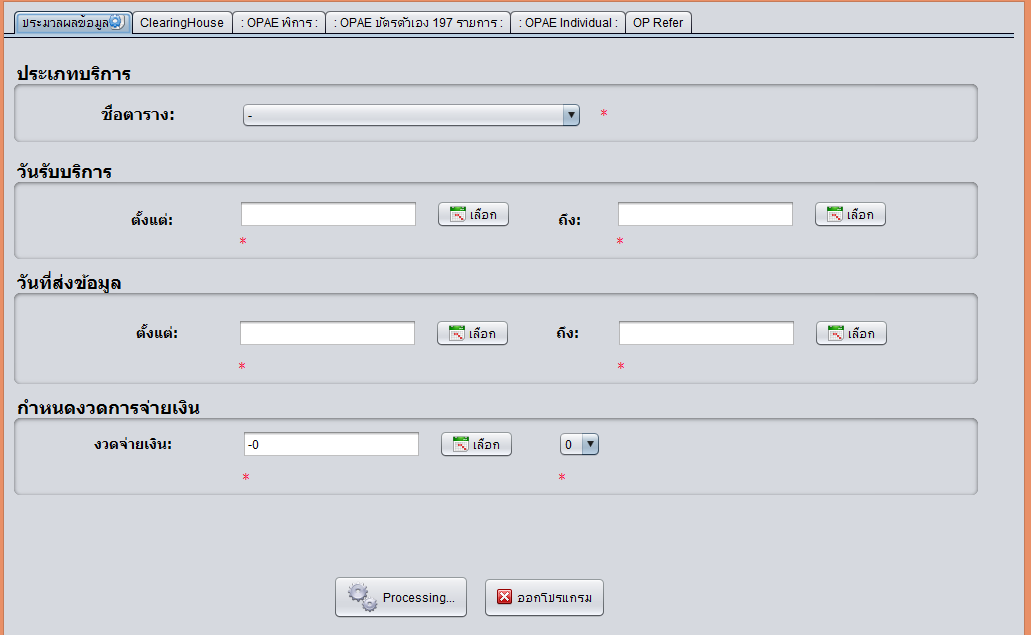 ประมวลผลข้อมูล ClearingHouse : OPAE พิการ : : OPAE บัตรตัวเอง 197 รายการ : : OPAE Individual : OP Refer
ประเภทบริการ
ชื่อตาราง: - *
วันรับบริการ
ตั้งแต่: เลือก ถึง: เลือก
* *
วันที่ส่งข้อมูล
ตั้งแต่: เลือก ถึง: เลือก
* *
กำหนดงวดการจ่ายเงิน
งวดจ่ายเงิน: -0 เลือก 0
* *
Processing... ออกโปรแกรม